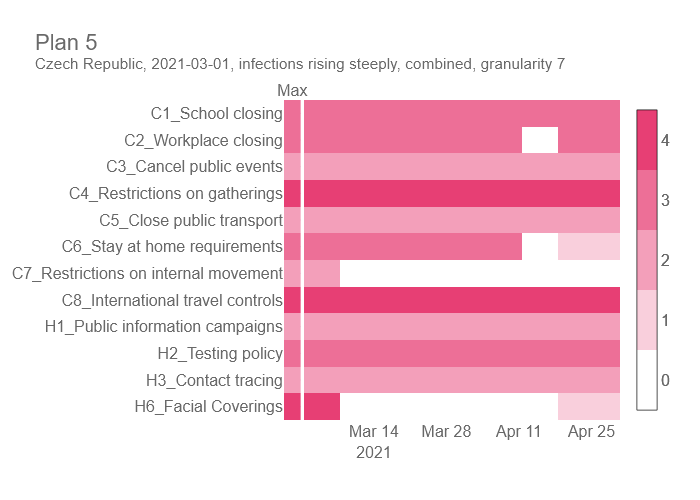 Plan 5
Czech Republic, 2021-03-01, infections rising steeply, combined, granularity 7
Max
C1_School closing
C2_Workplace closing
C3_Cancel public events
C4_Restrictions on gatherings
C5_Close public transport
C6_Stay at home requirements
C7_Restrictions on internal movement
C8_International travel controls
H1_Public information campaigns
H2_Testing policy
H3_Contact tracing
H6_Facial Coverings
4
3
2
1
0
Mar 14 Mar 28 Apr 11 Apr 25
2021